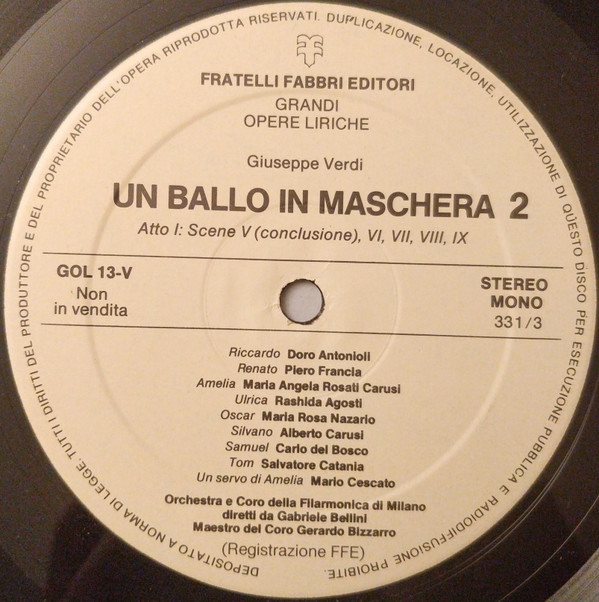 TUTTI I DIRITTI DEL PRODUTTORE E DEL PROPRIETARIO DELL'OPERA RIPRODOTTA RISERVATI. DUPLICAZIONE, LOCAZIONE, UTILIZZAZIONE DI QUESTO DISCO PER ESECUZIONE PUBBLICA E RADIODIFFUSIONE PROIBITE.
DEPOSITATO A NORMA DI LEGGE.
FRATELLI FABBRI EDITORI
GRANDI
OPERE LIRICHE
Giuseppe Verdi
UN BALLO IN MASCHERA 2
Atto I: Scene V (conclusione), VI, VII, VIII, IX
GOL 13-V
Non
in vendita
STEREO
MONO
331/3
Riccardo Doro Antonioli
Renato Piero Francia
Amelia Maria Angela Rosati Carusi
Ulrica Rashida Agosti
Oscar Maria Rosa Nazario
Silvano Alberto Carusi
Samuel Carlo del Bosco
Tom Salvatore Catania
Un servo di Amelia Mario Cescato
Orchestra e Coro della Filarmonica di Milano
diretti da Gabriele Bellini
Maestro del Coro Gerardo Bizzarro
(Registrazione FFE)